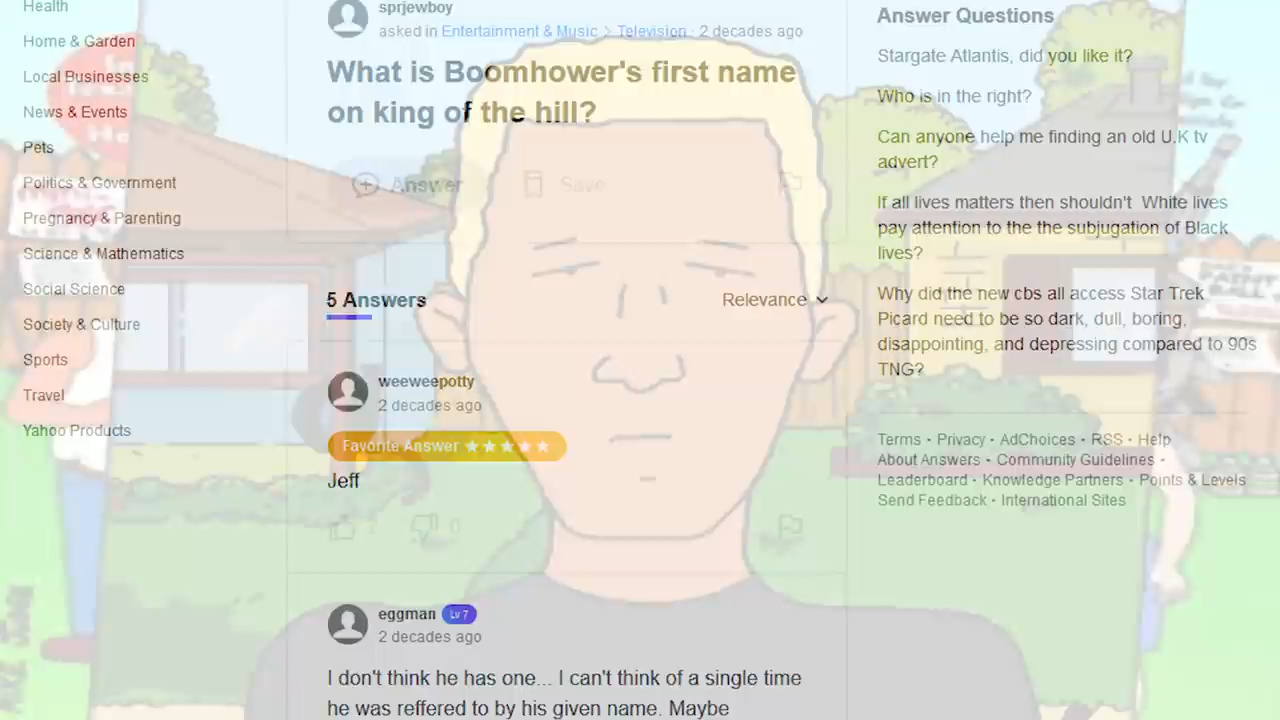 Health
Home & Garden
Local Businesses
News & Events
Pets
Politics & Government
Pregnancy & Parenting
Science & Mathematics
Social Science
Society & Culture
Sports
Travel
Yahoo Products
sprjewboy
asked in Entertainment & Music > Television · 2 decades ago
What is Boomhower's first name
on king of the hill?
Answer
Save
5 Answers
Relevance
weeweepotty
2 decades ago
Favorite Answer ★★★★★
Jeff
0
eggman Lv 7
2 decades ago
I don't think he has one... I can't think of a single time
he was reffered to by his given name. Maybe
Answer Questions
Stargate Atlantis, did you like it?
Who is in the right?
Can anyone help me finding an old U.K tv
advert?
If all lives matters then shouldn't White lives
pay attention to the the subjugation of Black
lives?
Why did the new cbs all access Star Trek
Picard need to be so dark, dull, boring,
disappointing, and depressing compared to 90s
TNG?
Terms · Privacy · AdChoices · RSS · Help
About Answers · Community Guidelines ·
Leaderboard · Knowledge Partners · Points & Levels
Send Feedback · International Sites